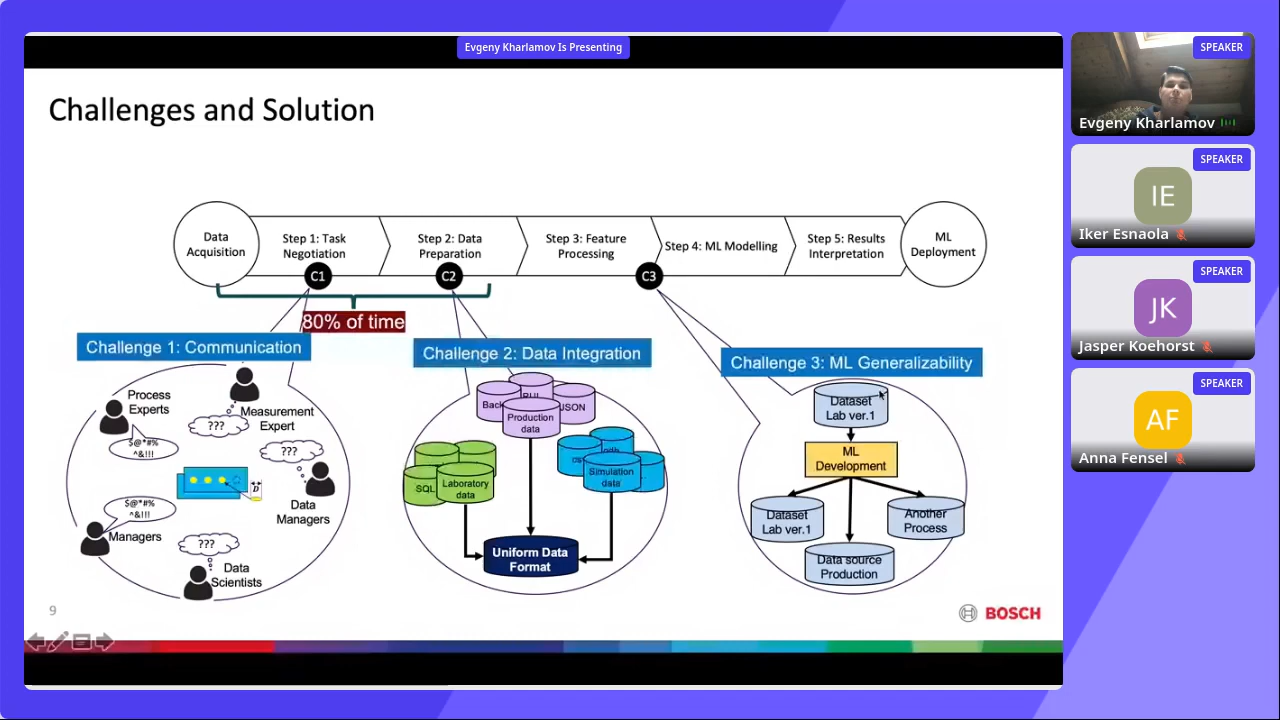 Evgeny Kharlamov Is Presenting
Challenges and Solution
Data
Acquisition
Step 1: Task
Negotiation
Step 2: Data
Preparation
Step 3: Feature
Processing
Step 4: ML Modelling
Step 5: Results
Interpretation
ML
Deployment
C1
C2
C3
80% of time
Challenge 1: Communication
Process
Experts
$@*#%
^&!!!
???
Measurement
Expert
???
Data
Managers
D
$@*#%
^&!!!
Managers
???
Data
Scientists
Challenge 2: Data Integration
Back
RUI
JSON
Production
data
SQL
Laboratory
data
Simulation
data
Uniform Data
Format
Challenge 3: ML Generalizability
Dataset
Lab ver.1
ML
Development
Dataset
Lab ver.1
Another
Process
Data source
Production
9
BOSCH
SPEAKER
Evgeny Kharlamov
SPEAKER
IE
Iker Esnaola
SPEAKER
JK
Jasper Koehorst
SPEAKER
AF
Anna Fensel